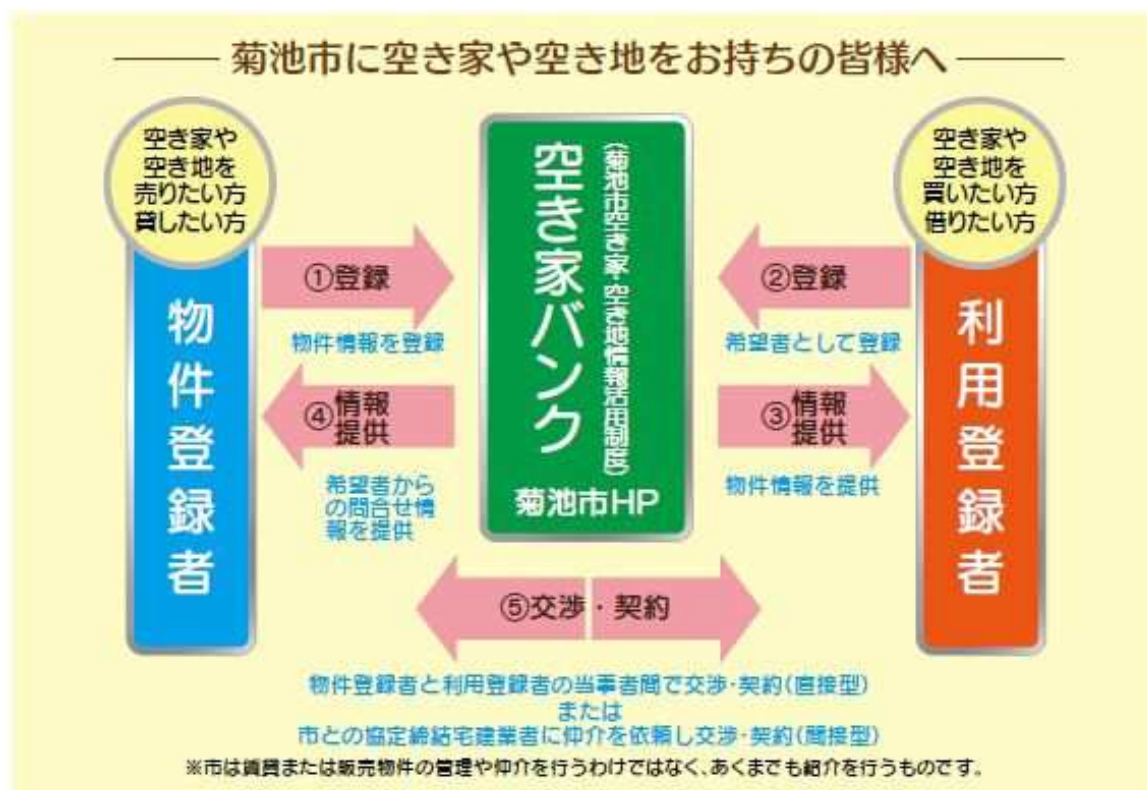 菊池市に空き家や空き地をお持ちの皆様へ
空き家や
空き地を
売りたい方
貸したい方
物件登録者
①登録
物件情報を登録
④情報
提供
希望者から
の問合せ情
報を提供
空き家バンク
(菊池市空き家・空き地情報活用制度)
菊池市HP
②登録
希望者として登録
③情報
提供
物件情報を提供
空き家や
空き地を
買いたい方
借りたい方
利用登録者
⑤交渉・契約
物件登録者と利用登録者の当事者間で交渉・契約(直接型)
または
市との協定締結宅建業者に仲介を依頼し交渉・契約(間接型)
※市は賃貸または販売物件の管理や仲介を行うわけではなく、あくまでも紹介を行うものです。